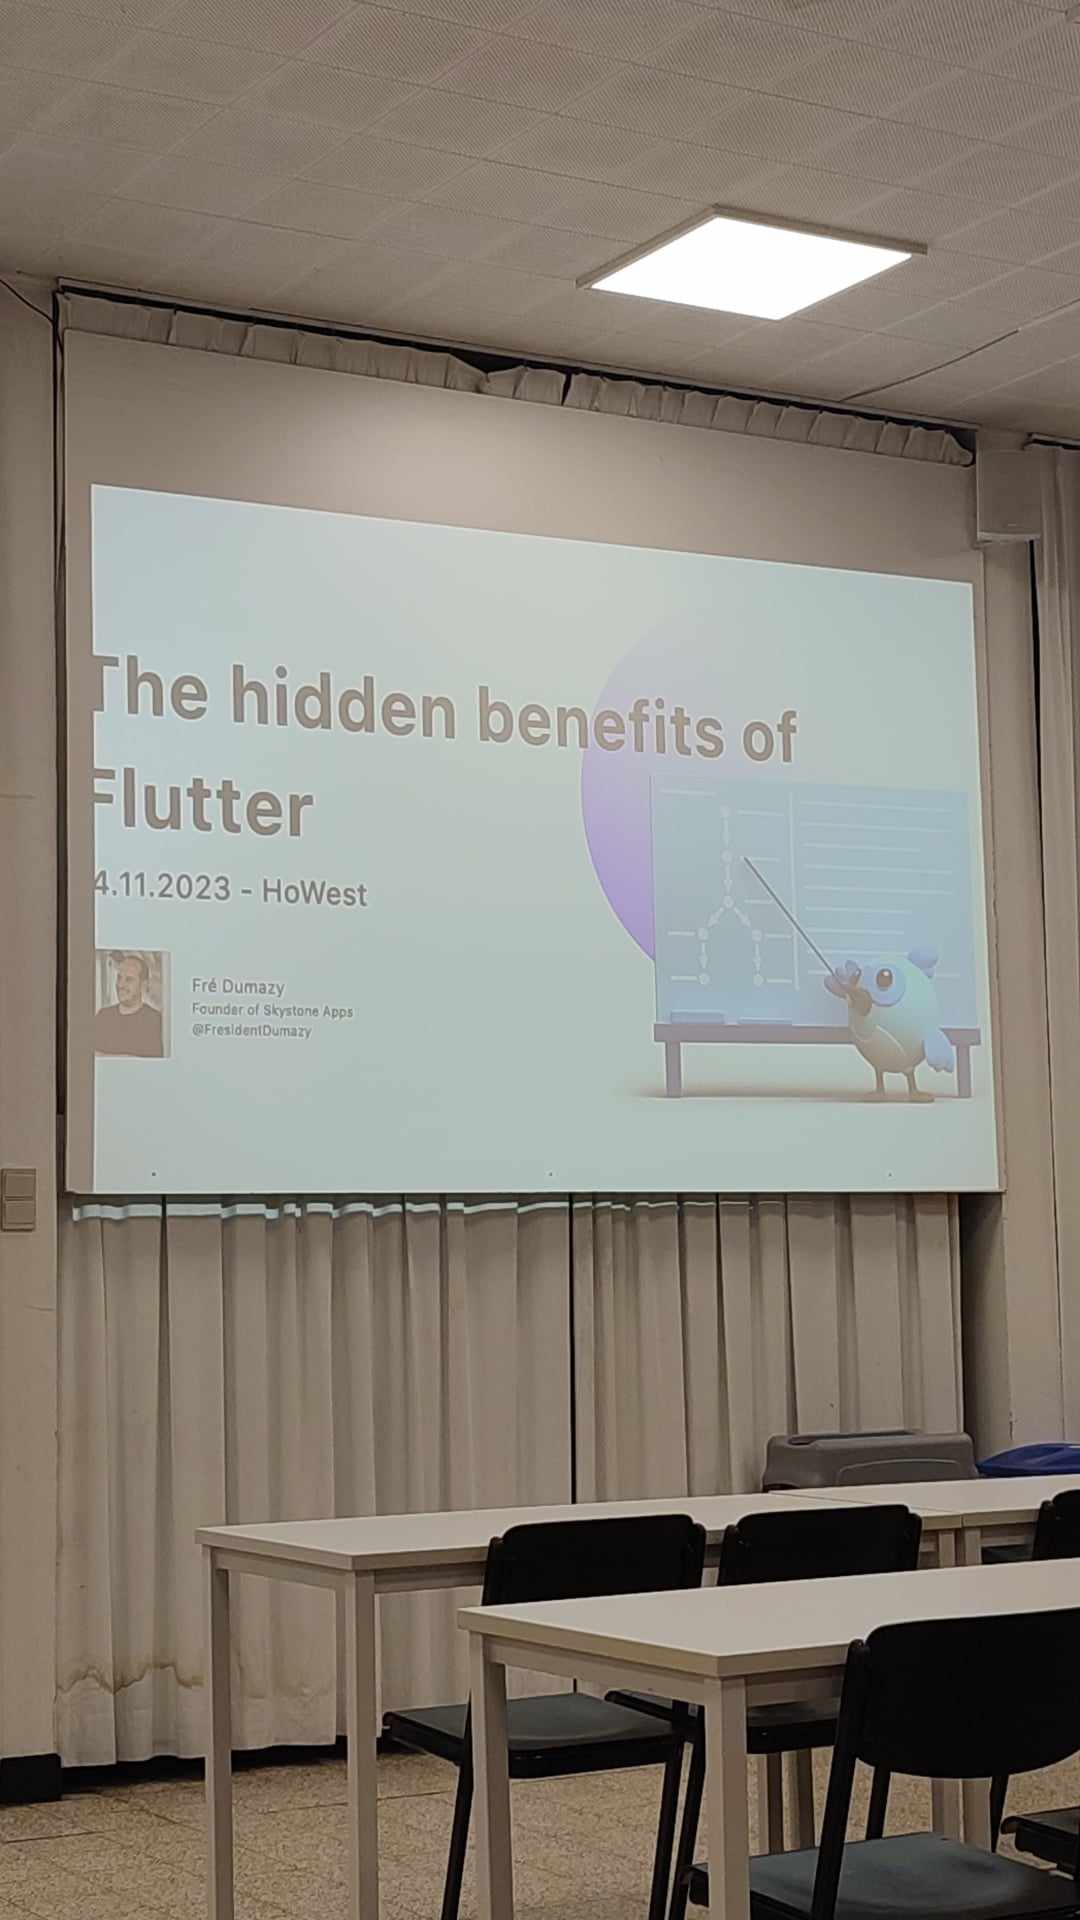 The hidden benefits of
Flutter
4.11.2023 - HoWest
Fré Dumazy
Founder of Skystone Apps
@FresidentDumazy